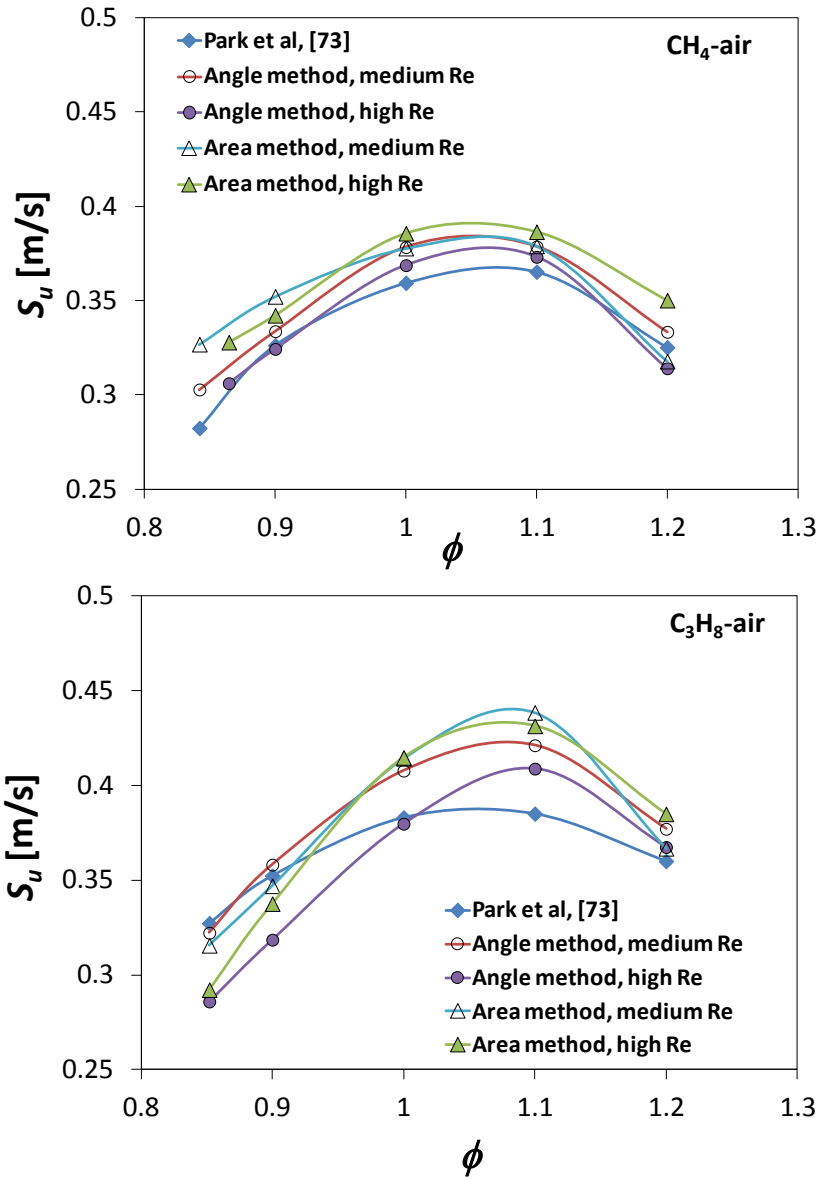 0.5
CH4-air
Park et al, [73]
Angle method, medium Re
0.45
Angle method, high Re
Area method, medium Re
Area method, high Re
0.4
Su [m/s]
0.35
0.3
0.25
0.8 0.9 1 1.1 1.2 1.3
ϕ
0.5
C3H8-air
0.45
0.4
Su [m/s]
0.35
Park et al, [73]
Angle method, medium Re
0.3
Angle method, high Re
Area method, medium Re
Area method, high Re
0.25
0.8 0.9 1 1.1 1.2 1.3
ϕ